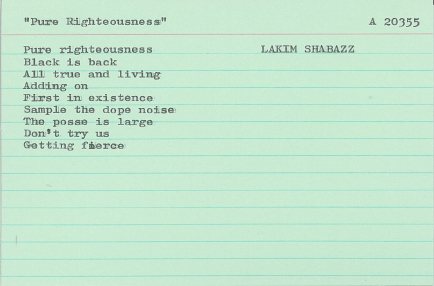 "Pure Righteousness" A 20355
Pure righteousness LAKIM SHABAZZ
Black is back
All true and living
Adding on
First in existence
Sample the dope noise
The posse is large
Don't try us
Getting fierce